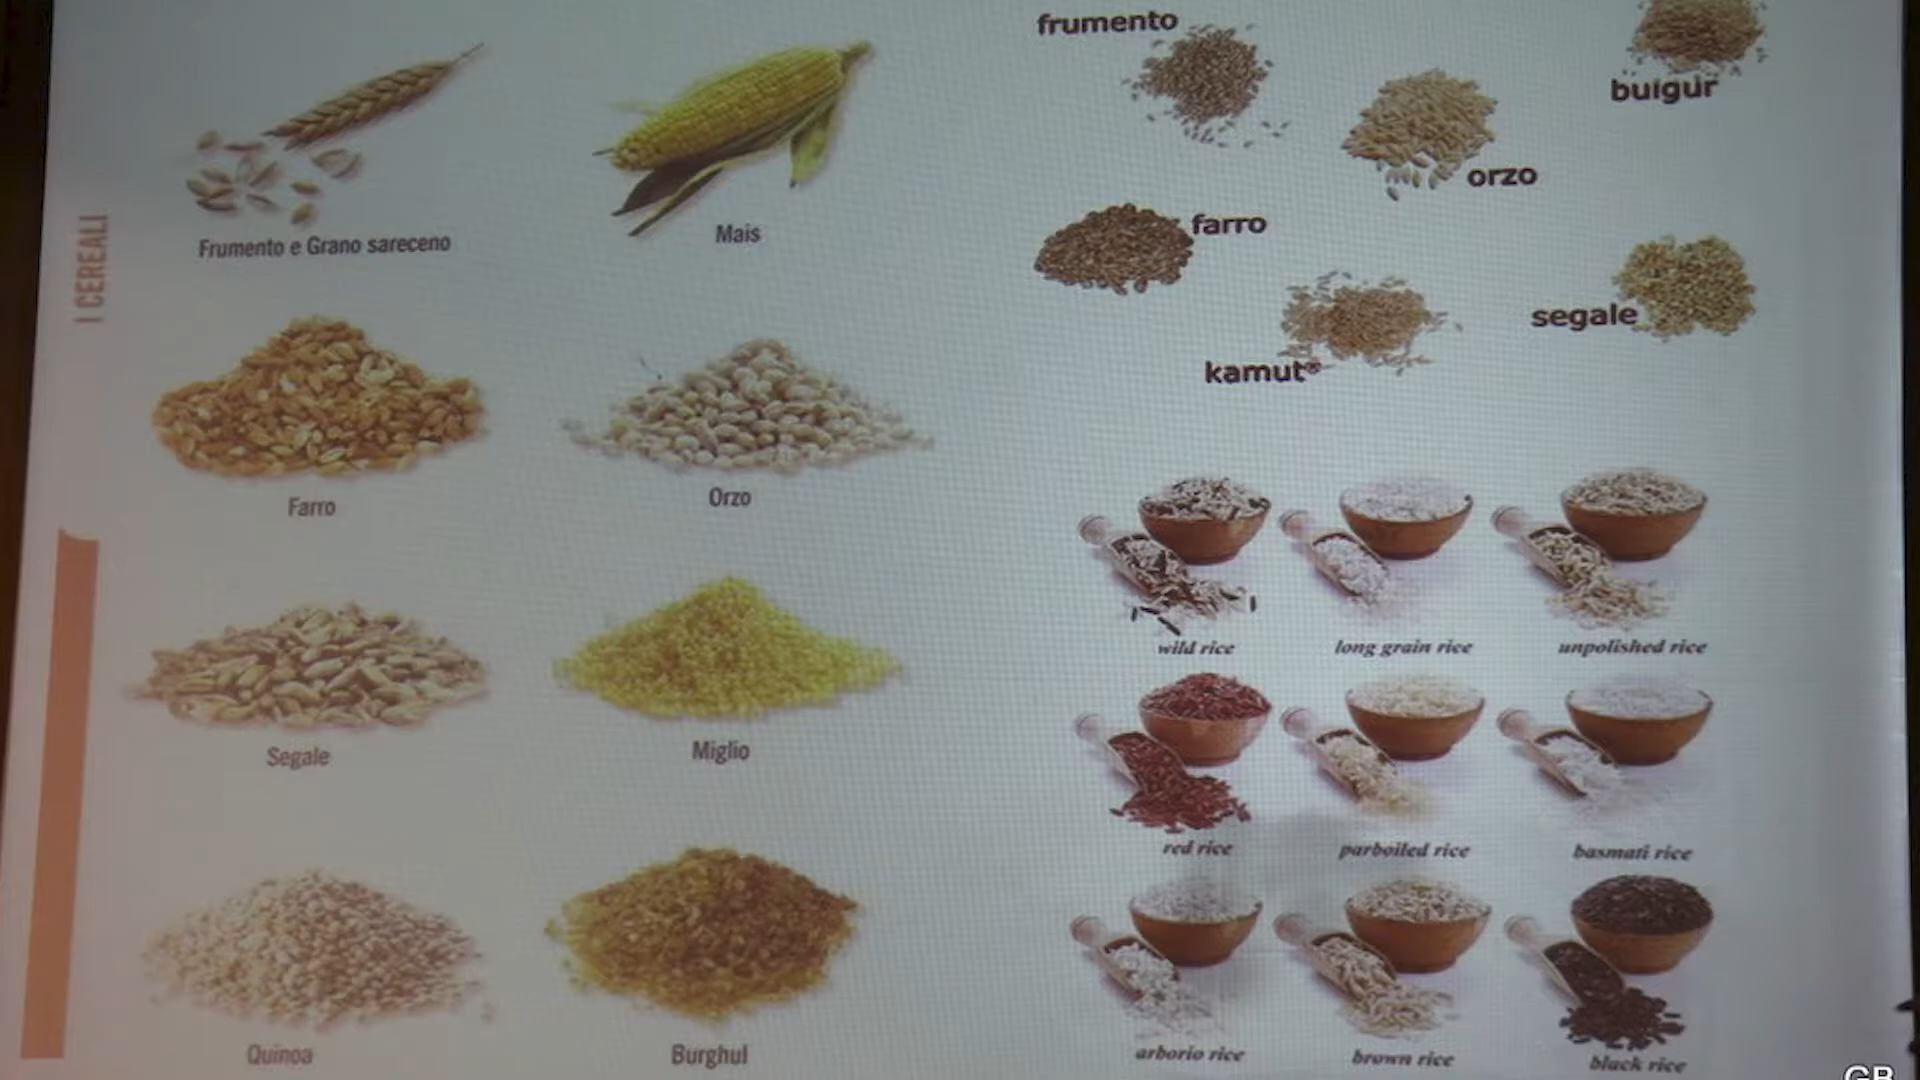 I CEREALI
Frumento e Grano sareceno
Mais
Farro
Orzo
Segale
Miglio
Quinoa
Burghul
frumento
bulgur
orzo
farro
segale
kamut®
wild rice
long grain rice
unpolished rice
red rice
parboiled rice
basmati rice
arborio rice
brown rice
black rice
GB